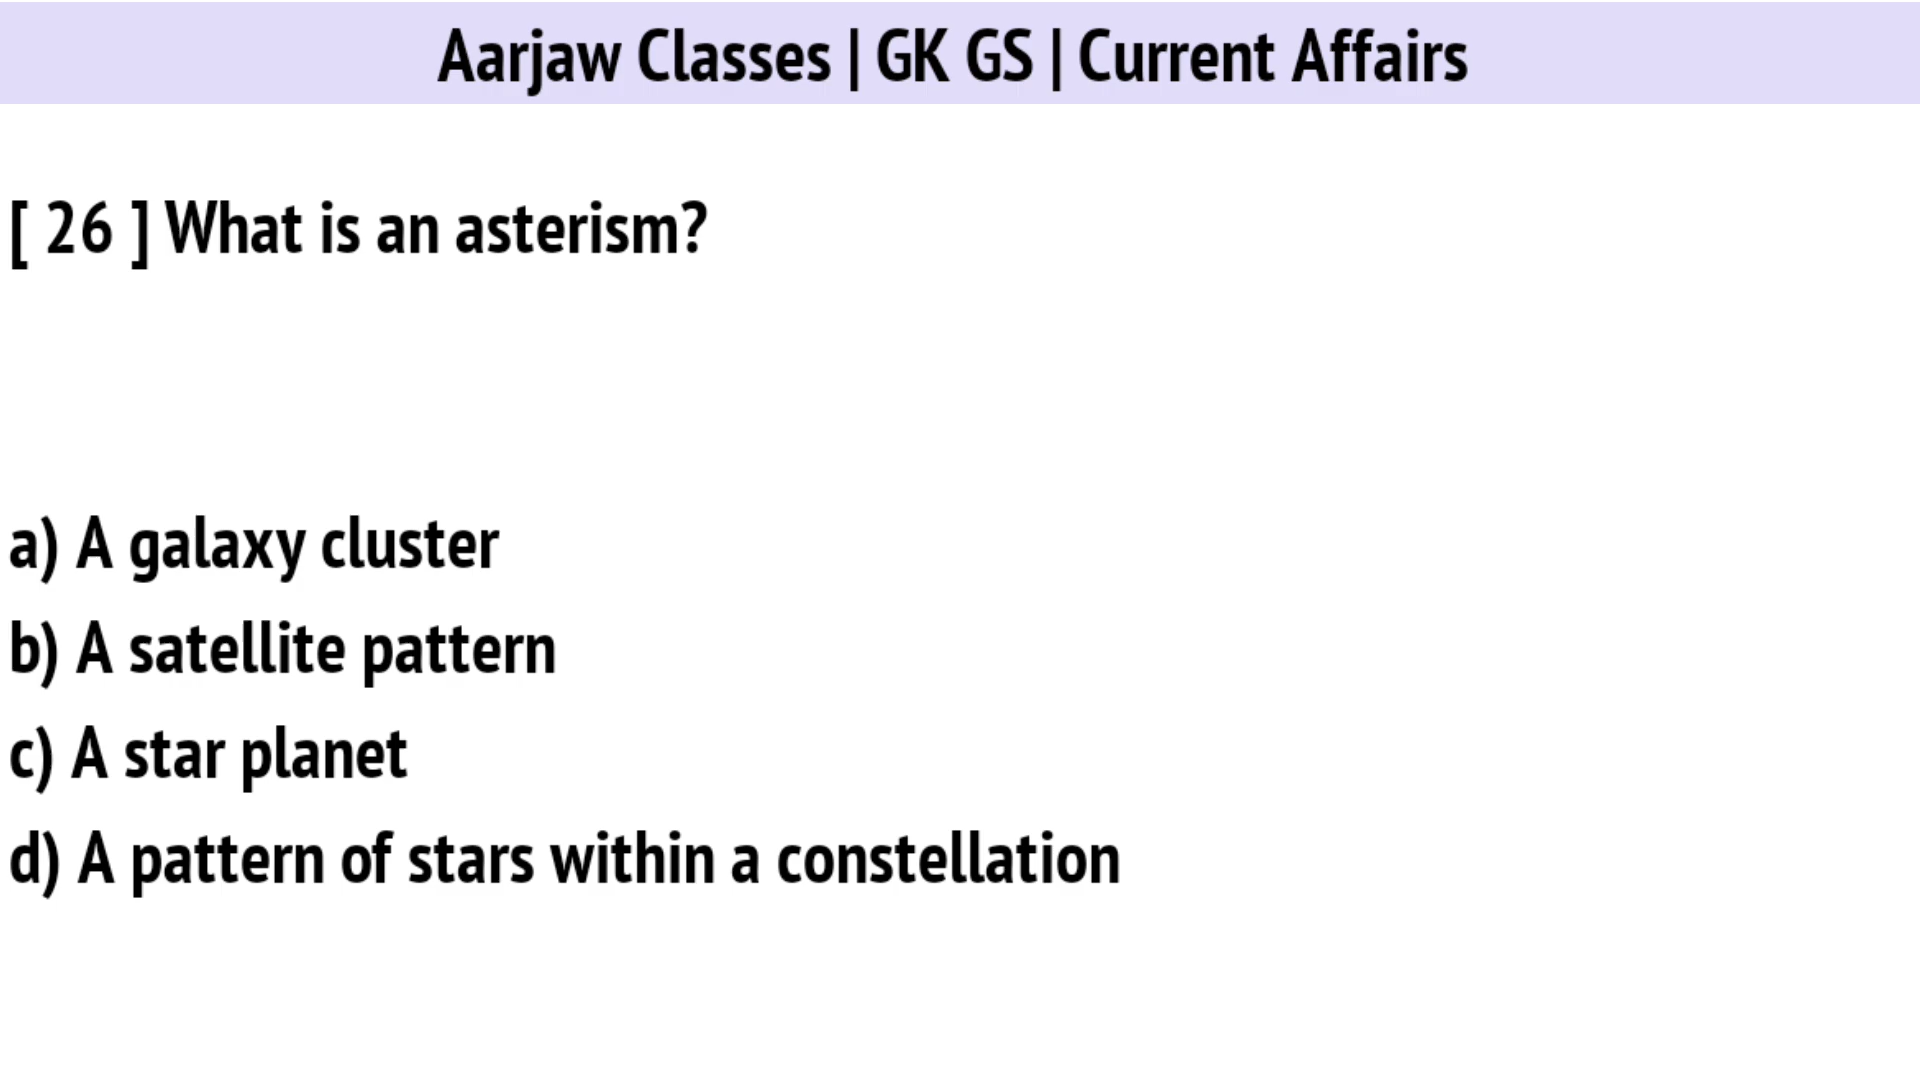 Aarjaw Classes | GK GS | Current Affairs
[ 26 ] What is an asterism?
a) A galaxy cluster
b) A satellite pattern
c) A star planet
d) A pattern of stars within a constellation